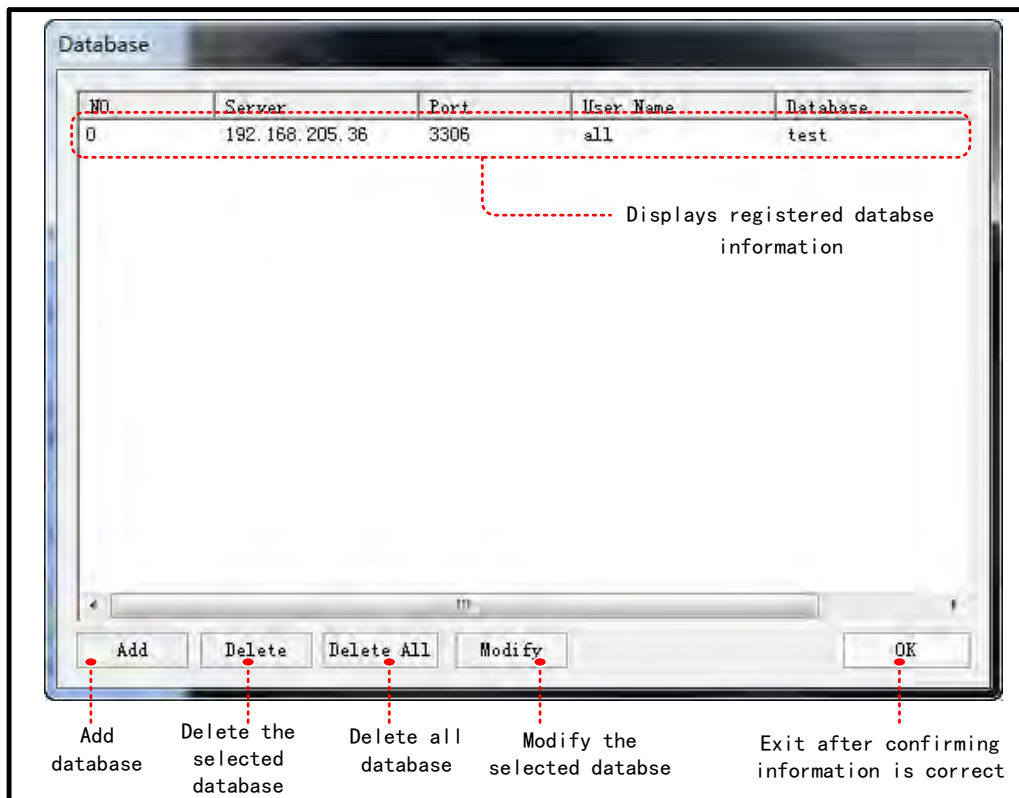 Database
NO. Server Port User Name Database
0 192.168.205.36 3306 all test
Displays registered databse
information
Add Delete Delete All Modify OK
Add
database
Delete the
selected
database
Delete all
database
Modify the
selected databse
Exit after confirming
information is correct